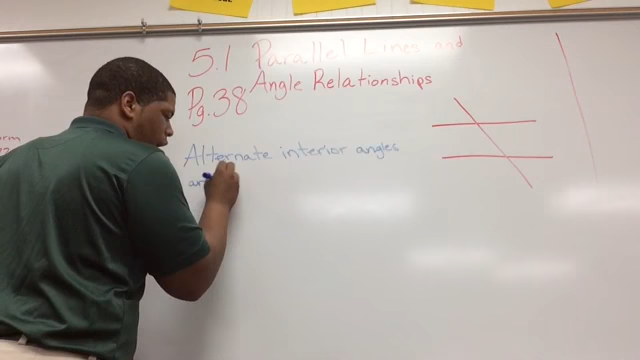 5.1 Parallel Lines and
Pg.38 Angle Relationships
Alternate interior angles